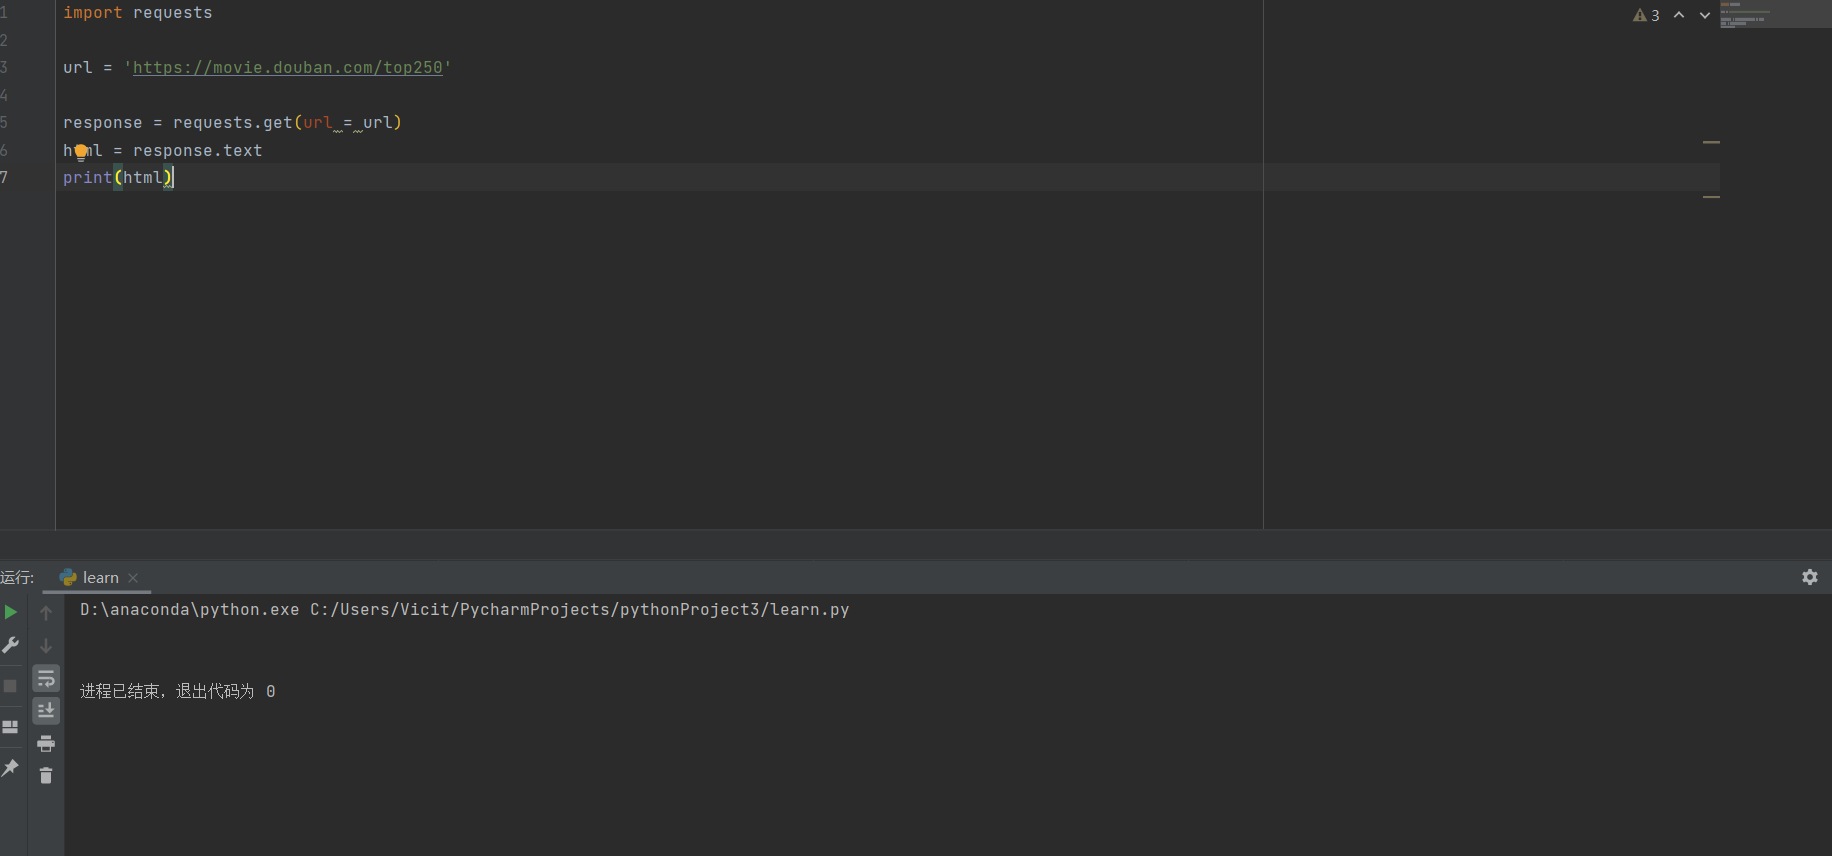 1 import requests
2
3 url = 'https://movie.douban.com/top250'
4
5 response = requests.get(url = url)
6 html = response.text
7 print(html)
3
运行: learn
D:\anaconda\python.exe C:/Users/Vicit/PycharmProjects/pythonProject3/learn.py
进程已结束，退出代码为 0